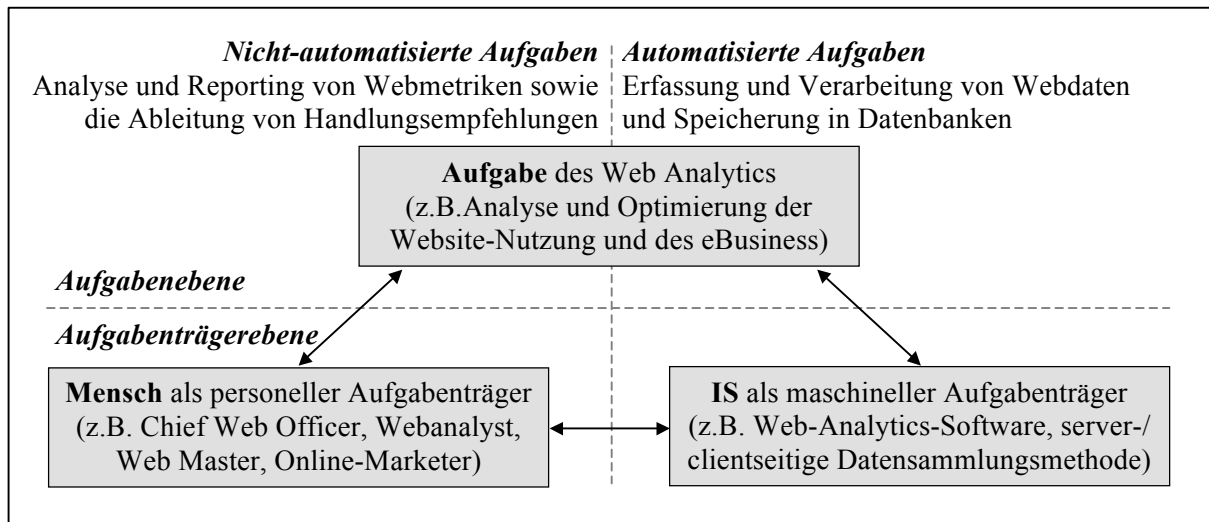 Nicht-automatisierte Aufgaben
Analyse und Reporting von Webmetriken sowie
die Ableitung von Handlungsempfehlungen
Automatisierte Aufgaben
Erfassung und Verarbeitung von Webdaten
und Speicherung in Datenbanken
Aufgabe des Web Analytics
(z.B.Analyse und Optimierung der
Website-Nutzung und des eBusiness)
Aufgabenebene
Aufgabenträgerebene
Mensch als personeller Aufgabenträger
(z.B. Chief Web Officer, Webanalyst,
Web Master, Online-Marketer)
IS als maschineller Aufgabenträger
(z.B. Web-Analytics-Software, server-/
clientseitige Datensammlungsmethode)